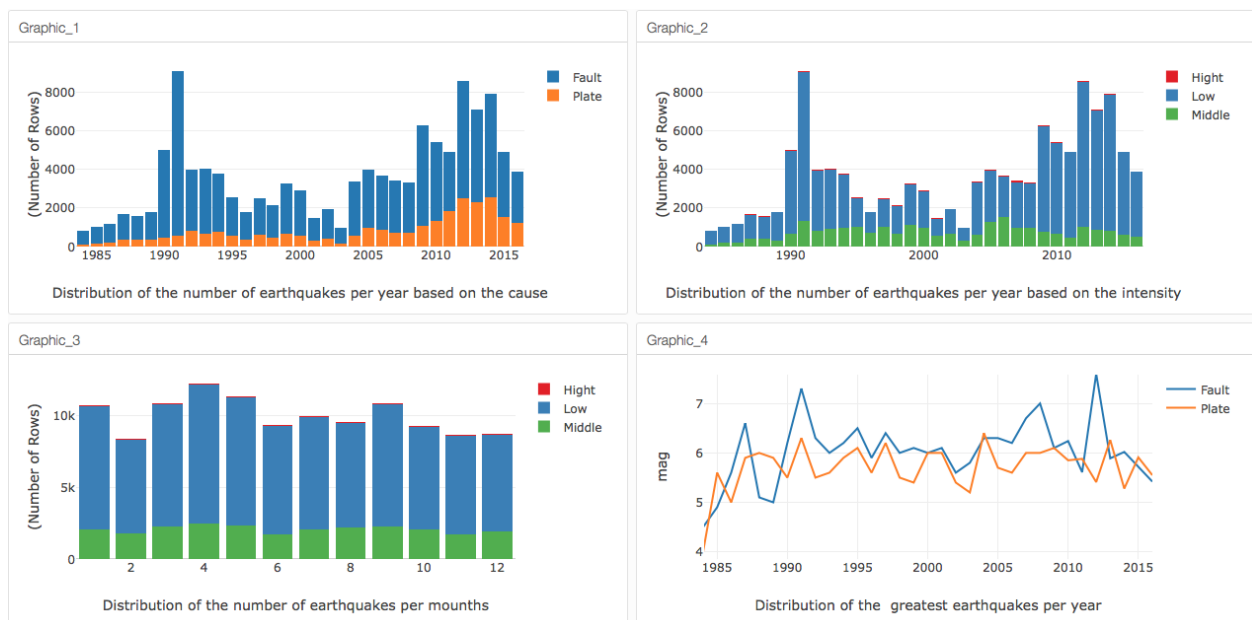 Graphic_1
(Number of Rows)
8000
6000
4000
2000
0
1985
1990
1995
2000
2005
2010
2015
Fault
Plate
Distribution of the number of earthquakes per year based on the cause
Graphic_2
(Number of Rows)
8000
6000
4000
2000
0
1990
2000
2010
Hight
Low
Middle
Distribution of the number of earthquakes per year based on the intensity
Graphic_3
(Number of Rows)
10k
5k
0
2
4
6
8
10
12
Hight
Low
Middle
Distribution of the number of earthquakes per mounths
Graphic_4
mag
7
6
5
4
1985
1990
1995
2000
2005
2010
2015
Fault
Plate
Distribution of the greatest earthquakes per year